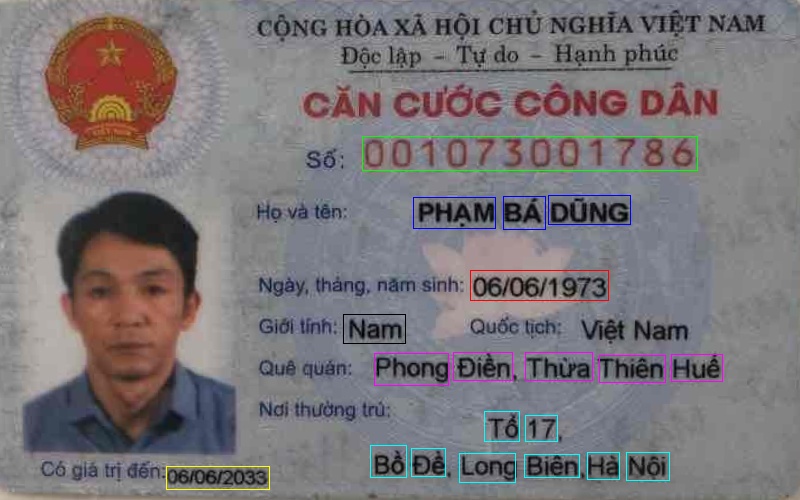 CỘNG HÒA XÃ HỘI CHỦ NGHĨA VIỆT NAM
Độc lập - Tự do - Hạnh phúc
CĂN CƯỚC CÔNG DÂN
Số: 001073001786
Họ và tên: PHẠM BÁ DŨNG
Ngày, tháng, năm sinh: 06/06/1973
Giới tính: Nam Quốc tịch: Việt Nam
Quê quán: Phong Điền, Thừa Thiên Huế
Nơi thường trú: Tổ 17,
Bồ Đề, Long Biên, Hà Nội
Có giá trị đến: 06/06/2033